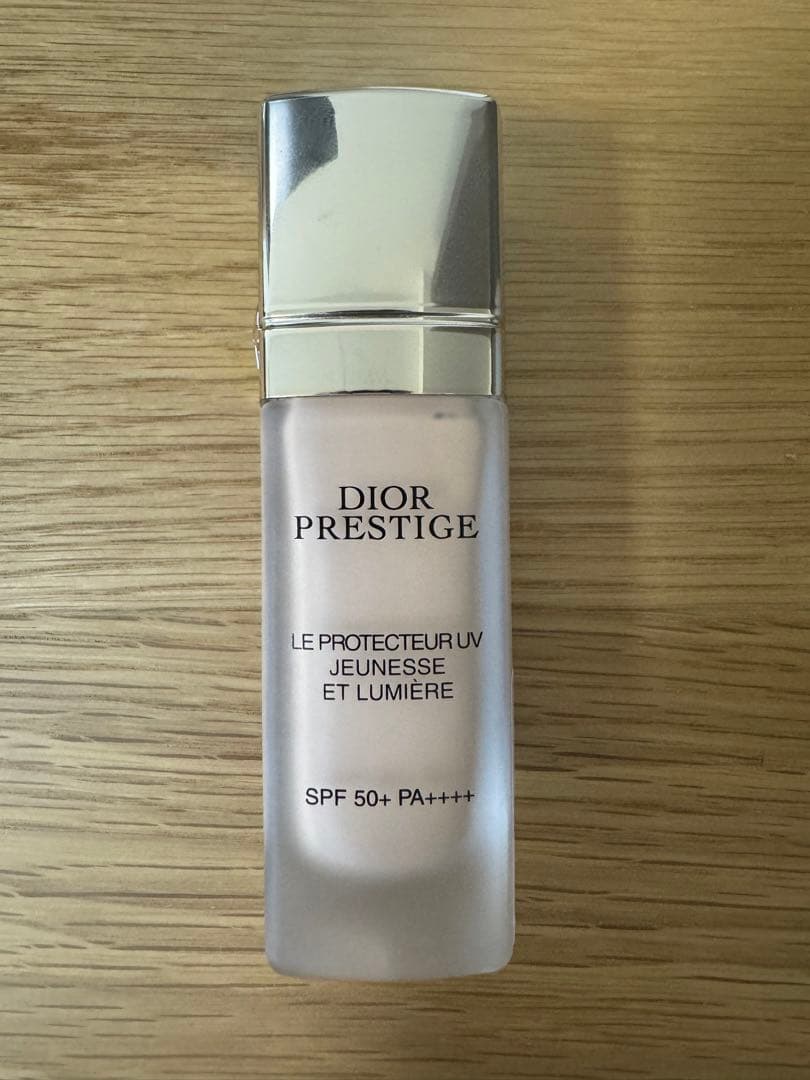 DIOR
PRESTIGE
LE PROTECTEUR UV
JEUNESSE
ET LUMIÈRE
SPF 50+ PA++++